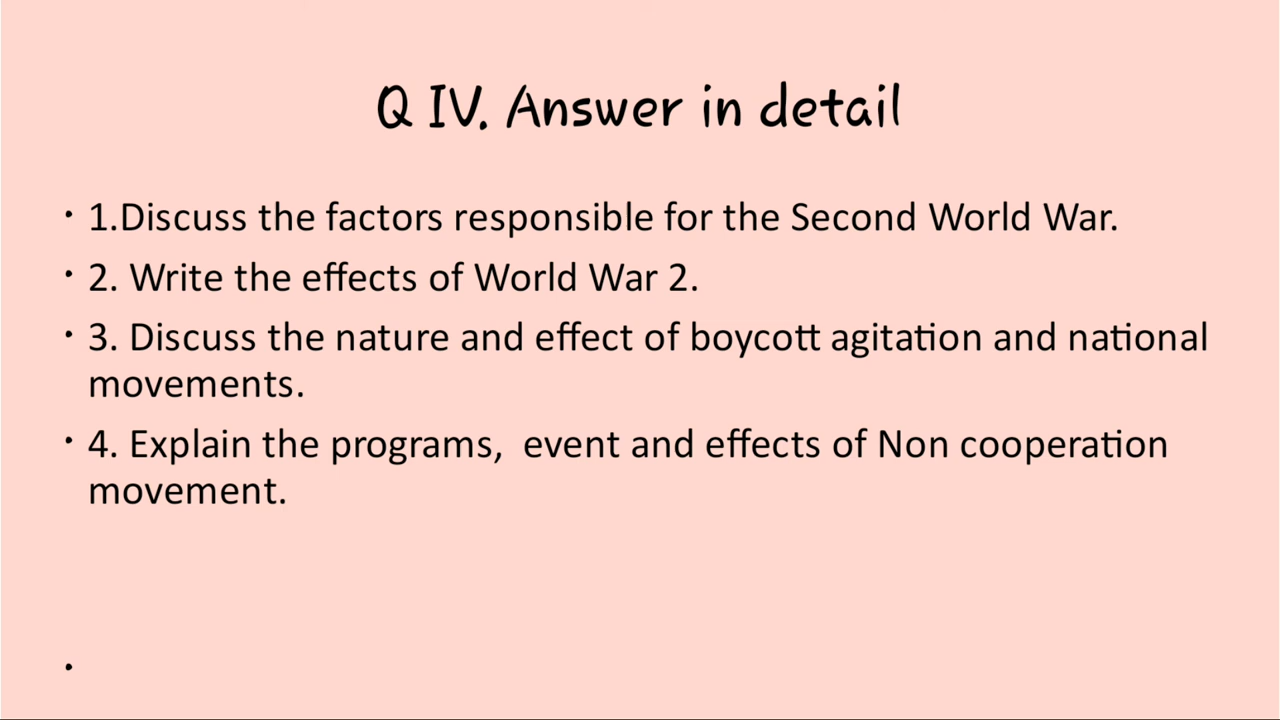 Q IV. Answer in detail
• 1.Discuss the factors responsible for the Second World War.
• 2. Write the effects of World War 2.
• 3. Discuss the nature and effect of boycott agitation and national
movements.
• 4. Explain the programs,  event and effects of Non cooperation
movement.
•